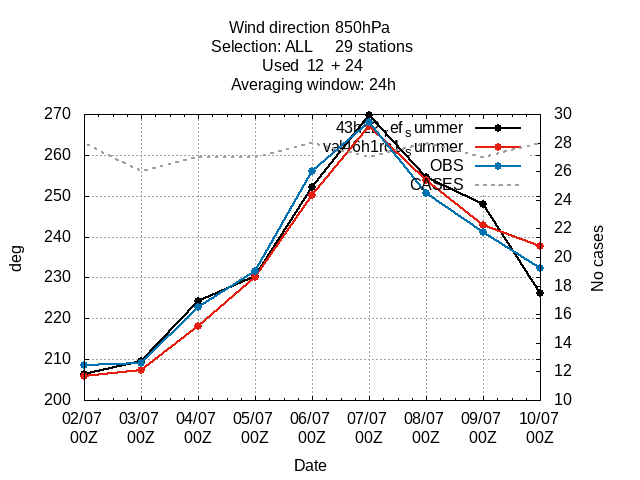 Wind direction 850hPa
Selection: ALL 29 stations
Used 12 + 24
Averaging window: 24h
270
260
250
240
230
220
210
200
30
28
26
24
22
20
18
16
14
12
10
deg
No cases
summer
summer
OBS
CASES
02/07 03/07 04/07 05/07 06/07 07/07 08/07 09/07 10/07
00Z 00Z 00Z 00Z 00Z 00Z 00Z 00Z 00Z
Date